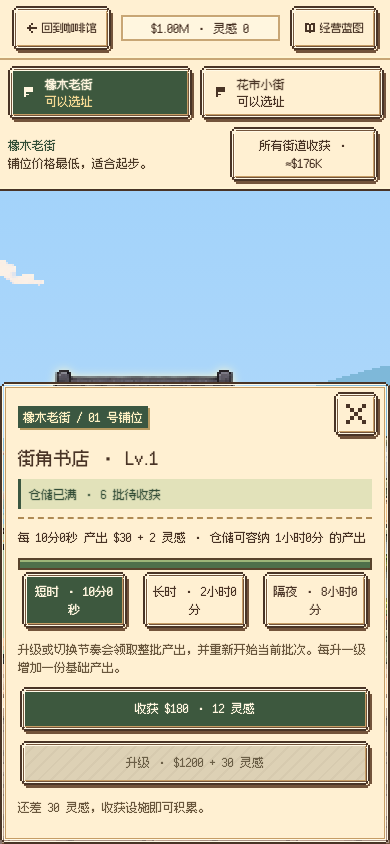 回到咖啡馆
$1.00M · 灵感 0
经营蓝图
橡木老街
可以选址
花市小街
可以选址
橡木老街
铺位价格最低，适合起步。
所有街道收获 ·
≈$176K
橡木老街 / 01 号铺位
街角书店 · Lv.1
仓储已满 · 6 批待收获
每 10分0秒 产出 $30 + 2 灵感 · 仓储可容纳 1小时0分 的产出
短时 · 10分0
秒
长时 · 2小时0
分
隔夜 · 8小时0
分
升级或切换节奏会领取整批产出，并重新开始当前批次。每升一级
增加一份基础产出。
收获 $180 · 12 灵感
升级 · $1200 + 30 灵感
还差 30 灵感，收获设施即可积累。